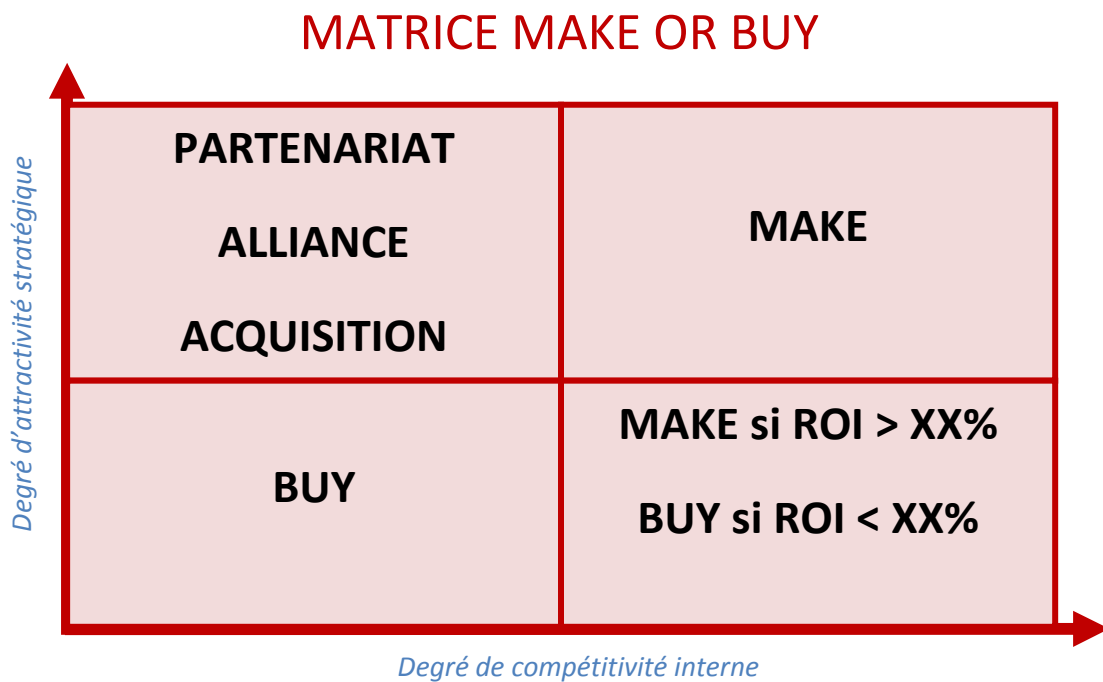 MATRICE MAKE OR BUY
Degré d'attractivité stratégique
PARTENARIAT
ALLIANCE
ACQUISITION
MAKE
BUY
MAKE si ROI > XX%
BUY si ROI < XX%
Degré de compétitivité interne